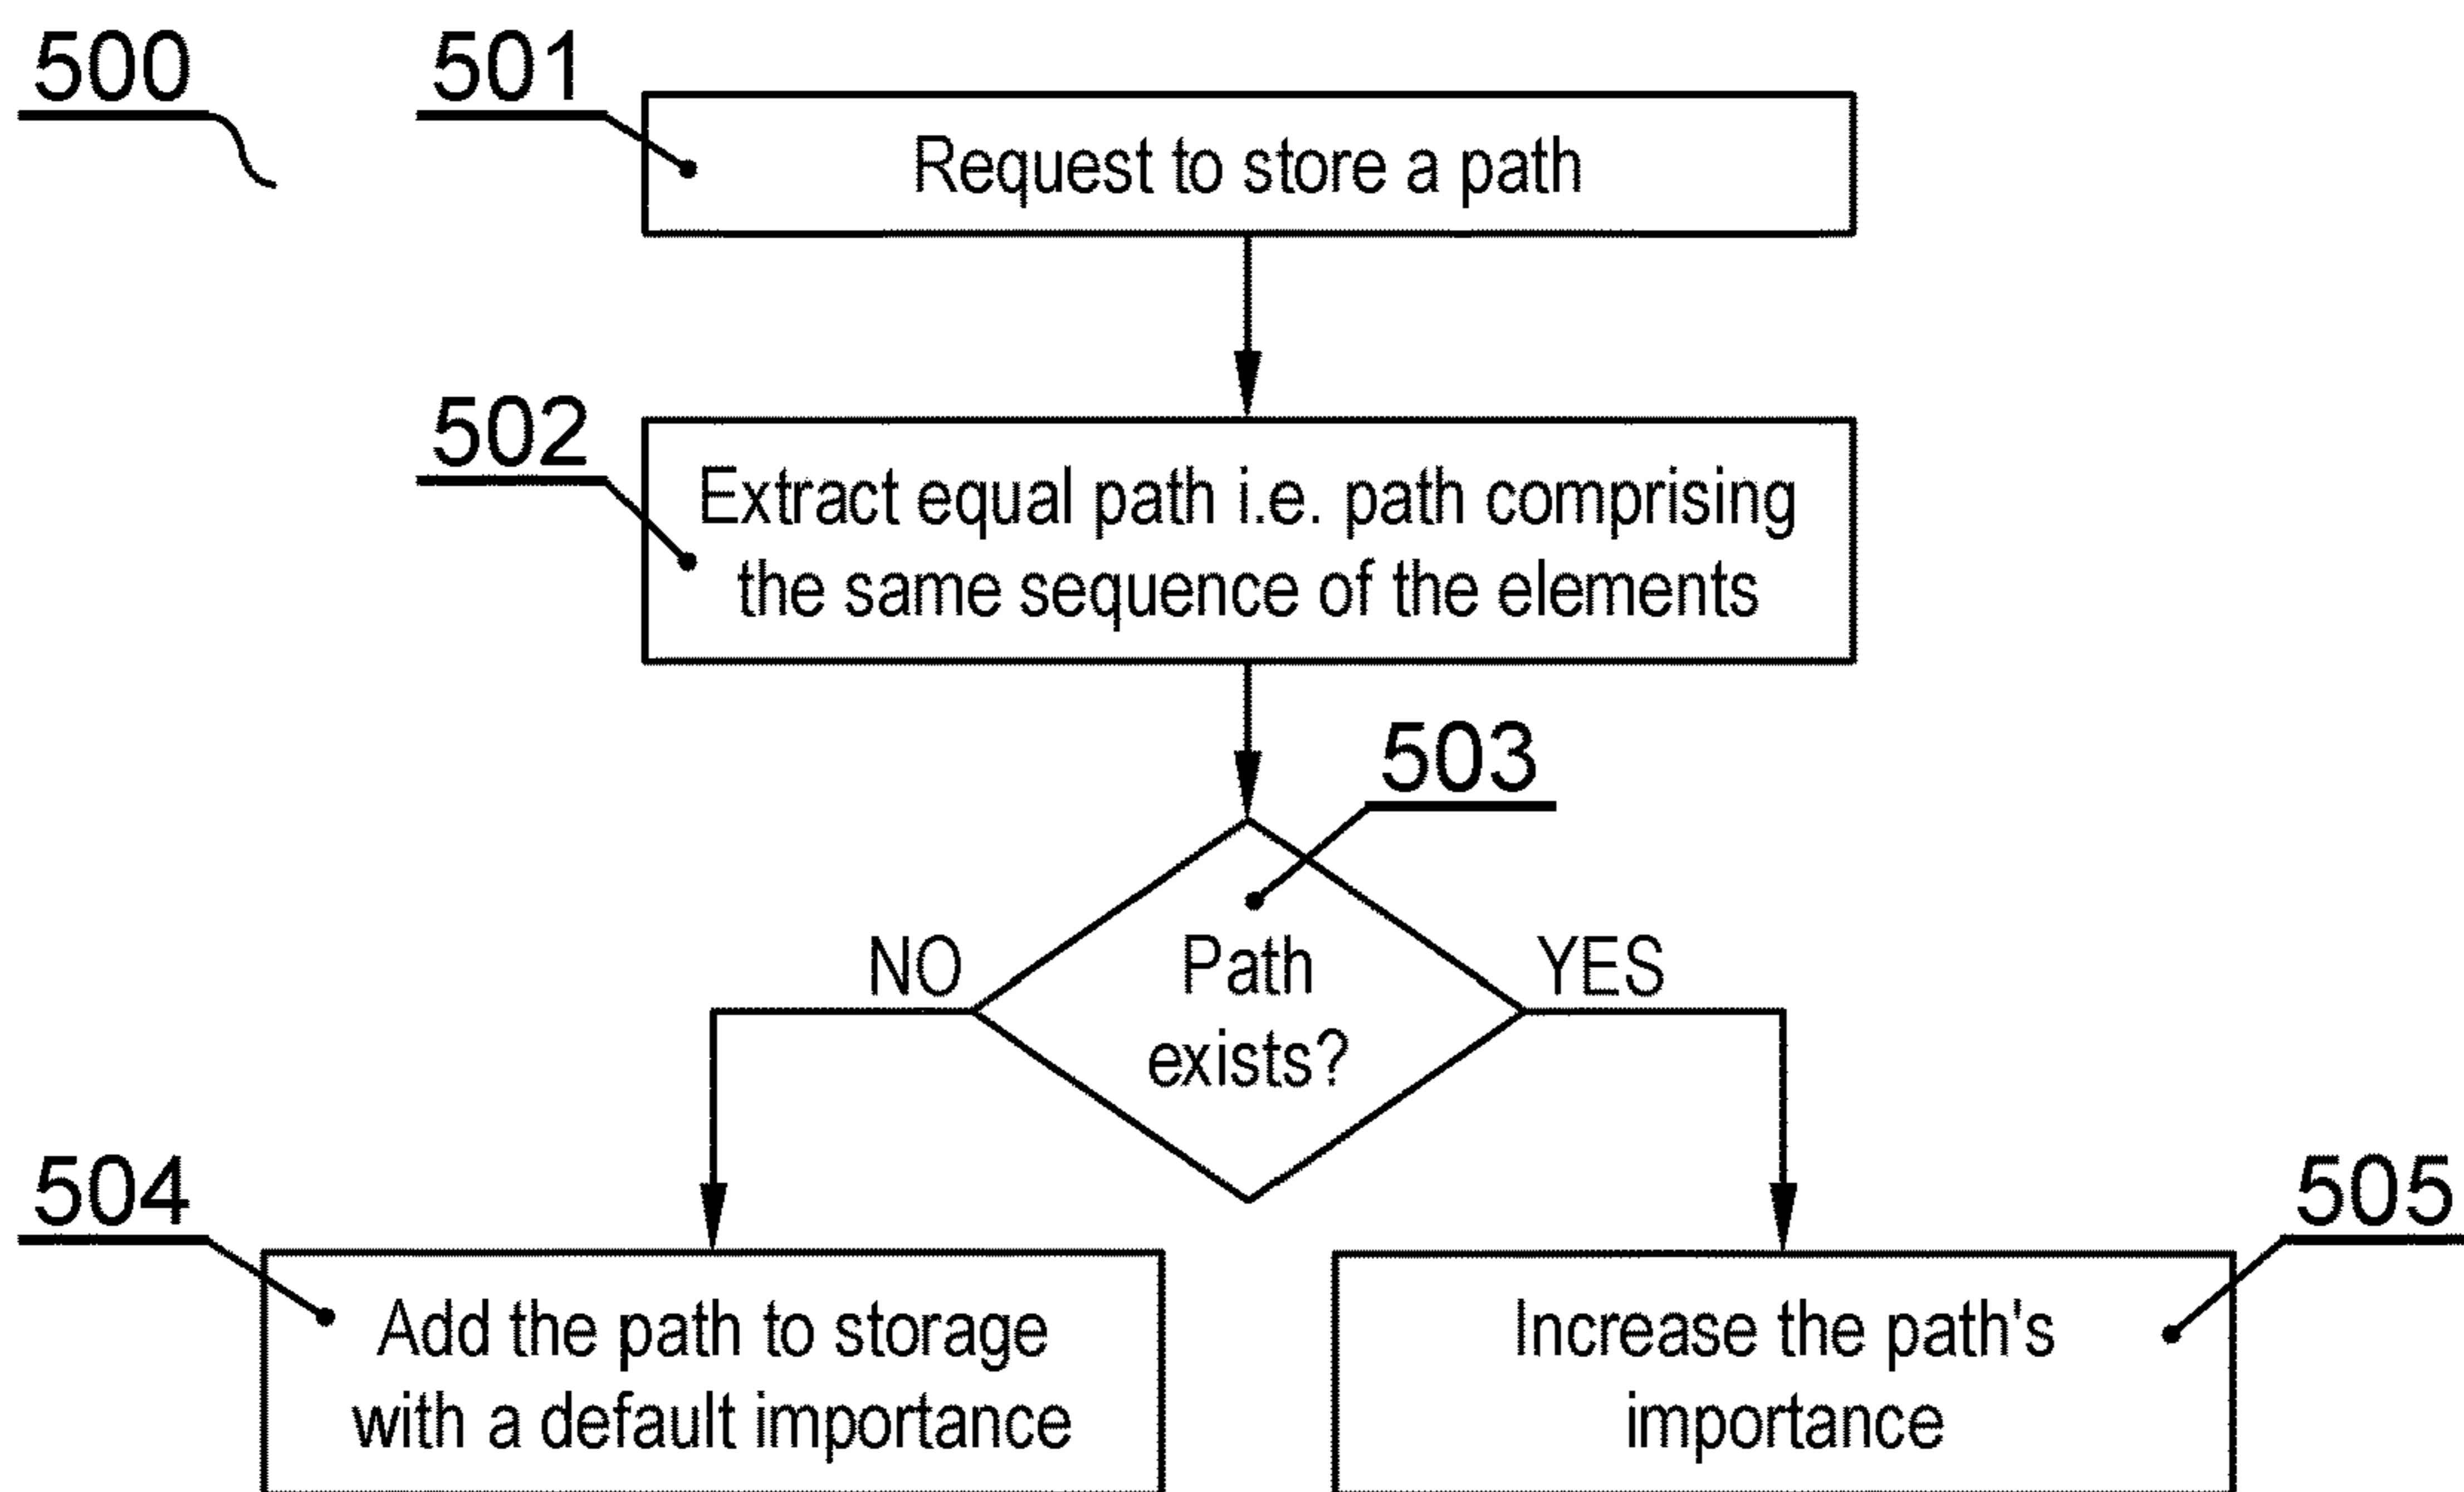 500
501
Request to store a path
502
Extract equal path i.e. path comprising
the same sequence of the elements
503
NO
Path
exists?
YES
504
Add the path to storage
with a default importance
505
Increase the path's
importance